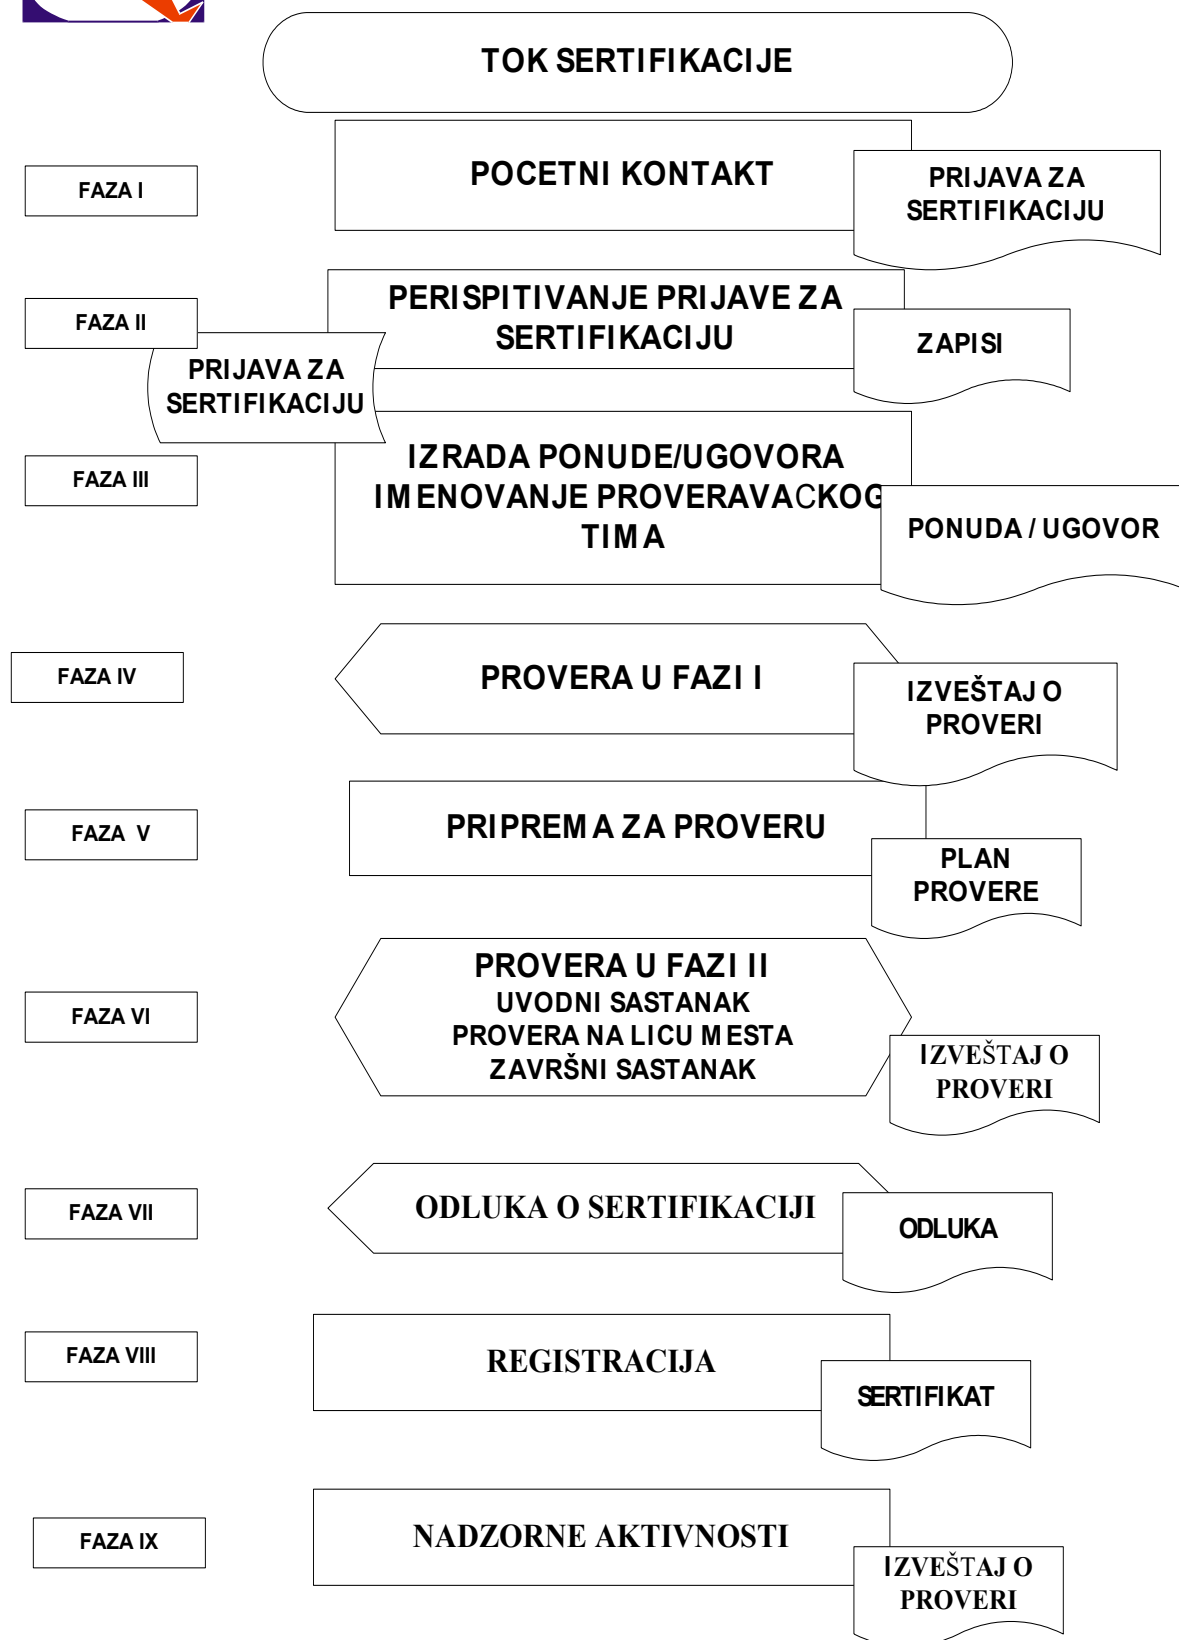 TOK SERTIFIKACIJE
FAZA I
POCETNI KONTAKT
PRIJAVA ZA
SERTIFIKACIJU
FAZA II
PERISPITIVANJE PRIJAVE ZA
SERTIFIKACIJU
ZAPISI
PRIJAVA ZA
SERTIFIKACIJU
FAZA III
IZRADA PONUDE/UGOVORA
IMENOVANJE PROVERAVACKOG
TIMA
PONUDA / UGOVOR
FAZA IV
PROVERA U FAZI I
IZVEŠTAJ O
PROVERI
FAZA V
PRIPREMA ZA PROVERU
PLAN
PROVERE
FAZA VI
PROVERA U FAZI II
UVODNI SASTANAK
PROVERA NA LICU MESTA
ZAVRŠNI SASTANAK
IZVEŠTAJ O
PROVERI
FAZA VII
ODLUKA O SERTIFIKACIJI
ODLUKA
FAZA VIII
REGISTRACIJA
SERTIFIKAT
FAZA IX
NADZORNE AKTIVNOSTI
IZVEŠTAJ O
PROVERI